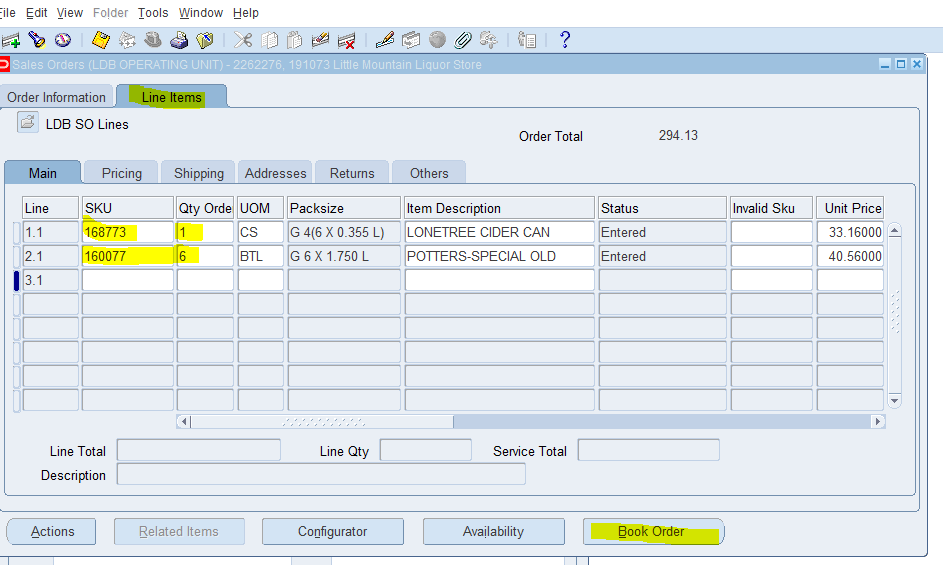 File Edit View Folder Tools Window Help
?
Sales Orders (LDB OPERATING UNIT) - 2262276, 191073 Little Mountain Liquor Store
Order Information Line Items
LDB SO Lines
Order Total 294.13
Main Pricing Shipping Addresses Returns Others
Line SKU Qty Orde UOM Packsize Item Description Status Invalid Sku Unit Price
1.1 168773 1 CS G 4(6 X 0.355 L) LONETREE CIDER CAN Entered 33.16000
2.1 160077 6 BTL G 6 X 1.750 L POTTERS-SPECIAL OLD Entered 40.56000
3.1
Line Total Line Qty Service Total
Description
Actions Related Items Configurator Availability Book Order